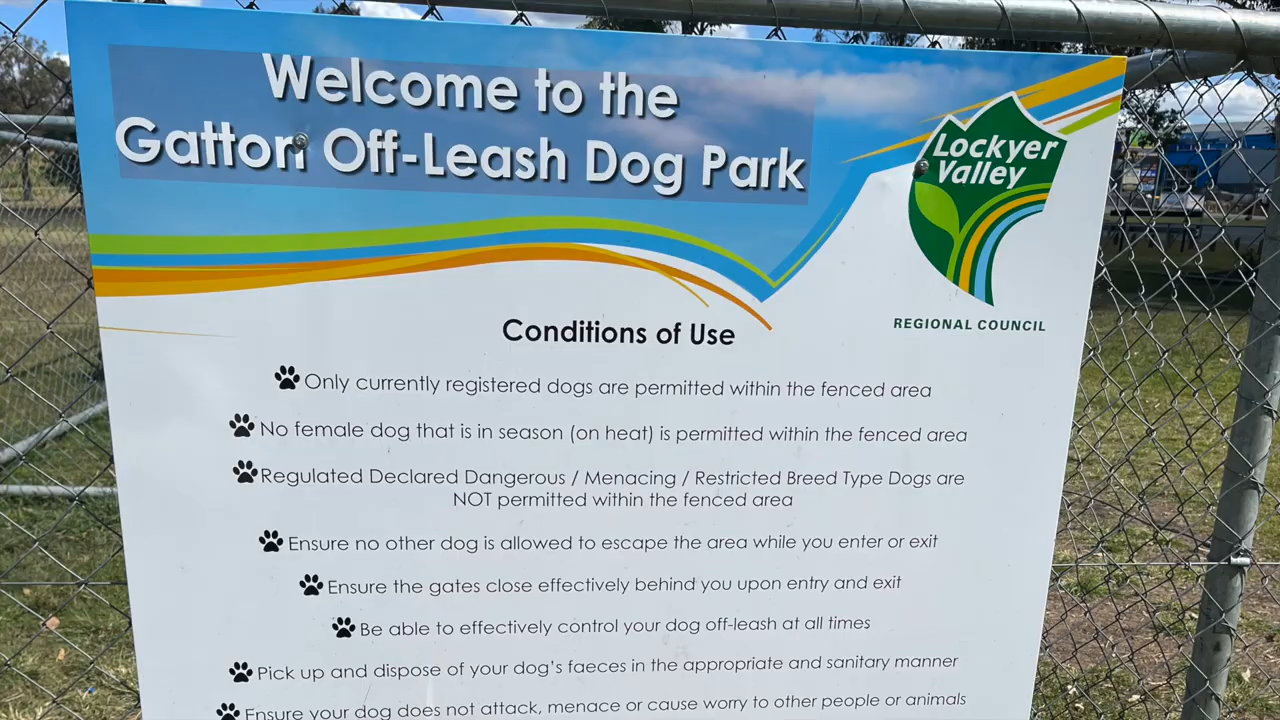 Welcome to the
Gatton Off-Leash Dog Park
Lockyer
Valley
REGIONAL COUNCIL
Conditions of Use
Only currently registered dogs are permitted within the fenced area
No female dog that is in season (on heat) is permitted within the fenced area
Regulated Declared Dangerous / Menacing / Restricted Breed Type Dogs are
NOT permitted within the fenced area
Ensure no other dog is allowed to escape the area while you enter or exit
Ensure the gates close effectively behind you upon entry and exit
Be able to effectively control your dog off-leash at all times
Pick up and dispose of your dog's faeces in the appropriate and sanitary manner
Ensure your dog does not attack, menace or cause worry to other people or animals